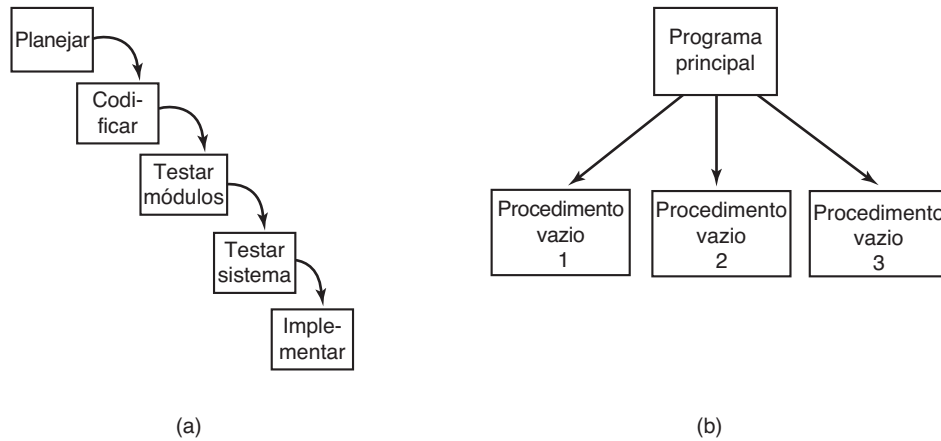 Planejar
Codi-
ficar
Testar
módulos
Testar
sistema
Imple-
mentar
(a)
Programa
principal
Procedimento
vazio
1
Procedimento
vazio
2
Procedimento
vazio
3
(b)